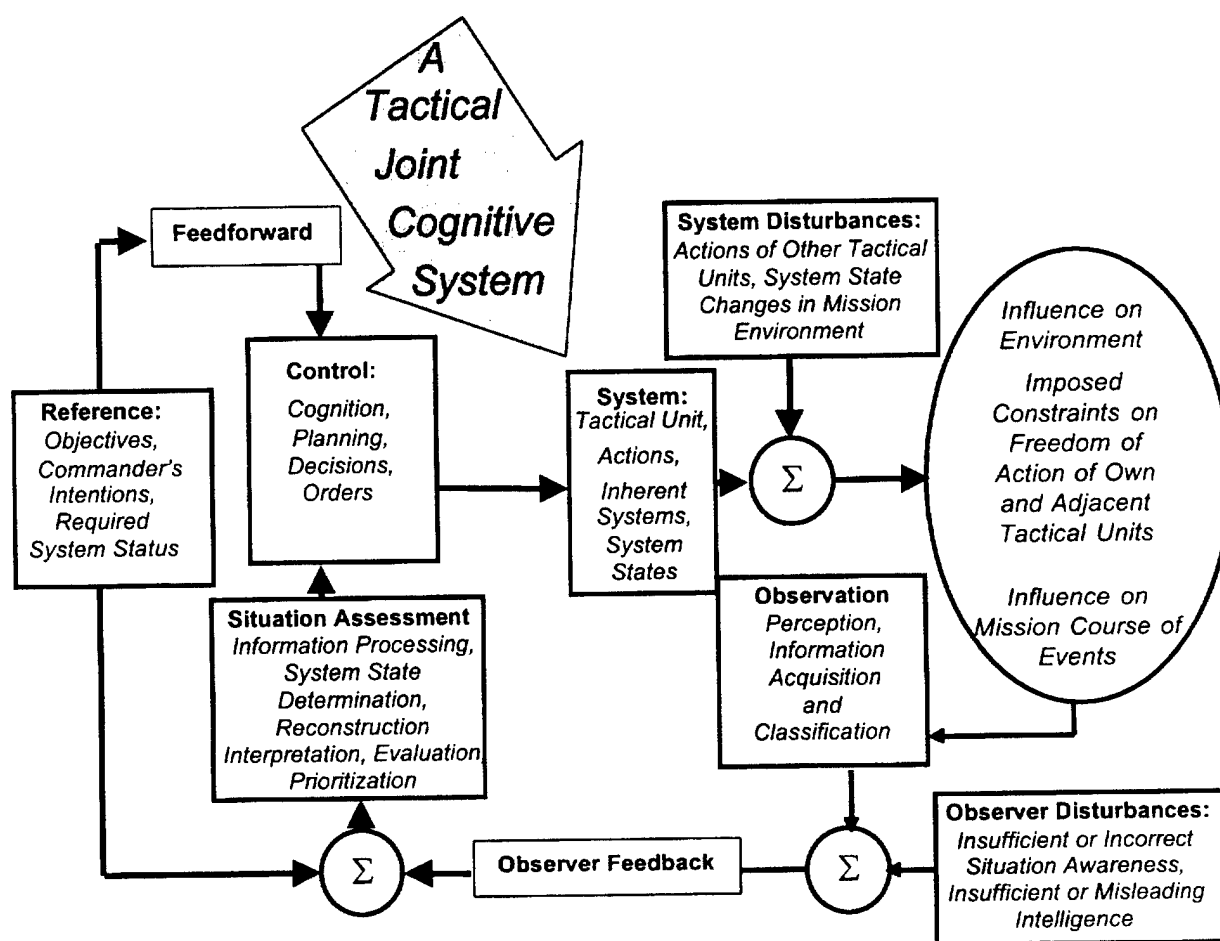 A
Tactical
Joint
Cognitive
System
Feedforward
System Disturbances:
Actions of Other Tactical
Units, System State
Changes in Mission
Environment
Reference:
Objectives,
Commander's
Intentions,
Required
System Status
Control:
Cognition,
Planning,
Decisions,
Orders
System:
Tactical Unit,
Actions,
Inherent
Systems,
System
States
Σ
Influence on
Environment
Imposed
Constraints on
Freedom of
Action of Own
and Adjacent
Tactical Units
Influence on
Mission Course of
Events
Situation Assessment
Information Processing,
System State
Determination,
Reconstruction
Interpretation, Evaluation,
Prioritization
Observation
Perception,
Information
Acquisition
and
Classification
Σ
Observer Feedback
Σ
Observer Disturbances:
Insufficient or Incorrect
Situation Awareness,
Insufficient or Misleading
Intelligence